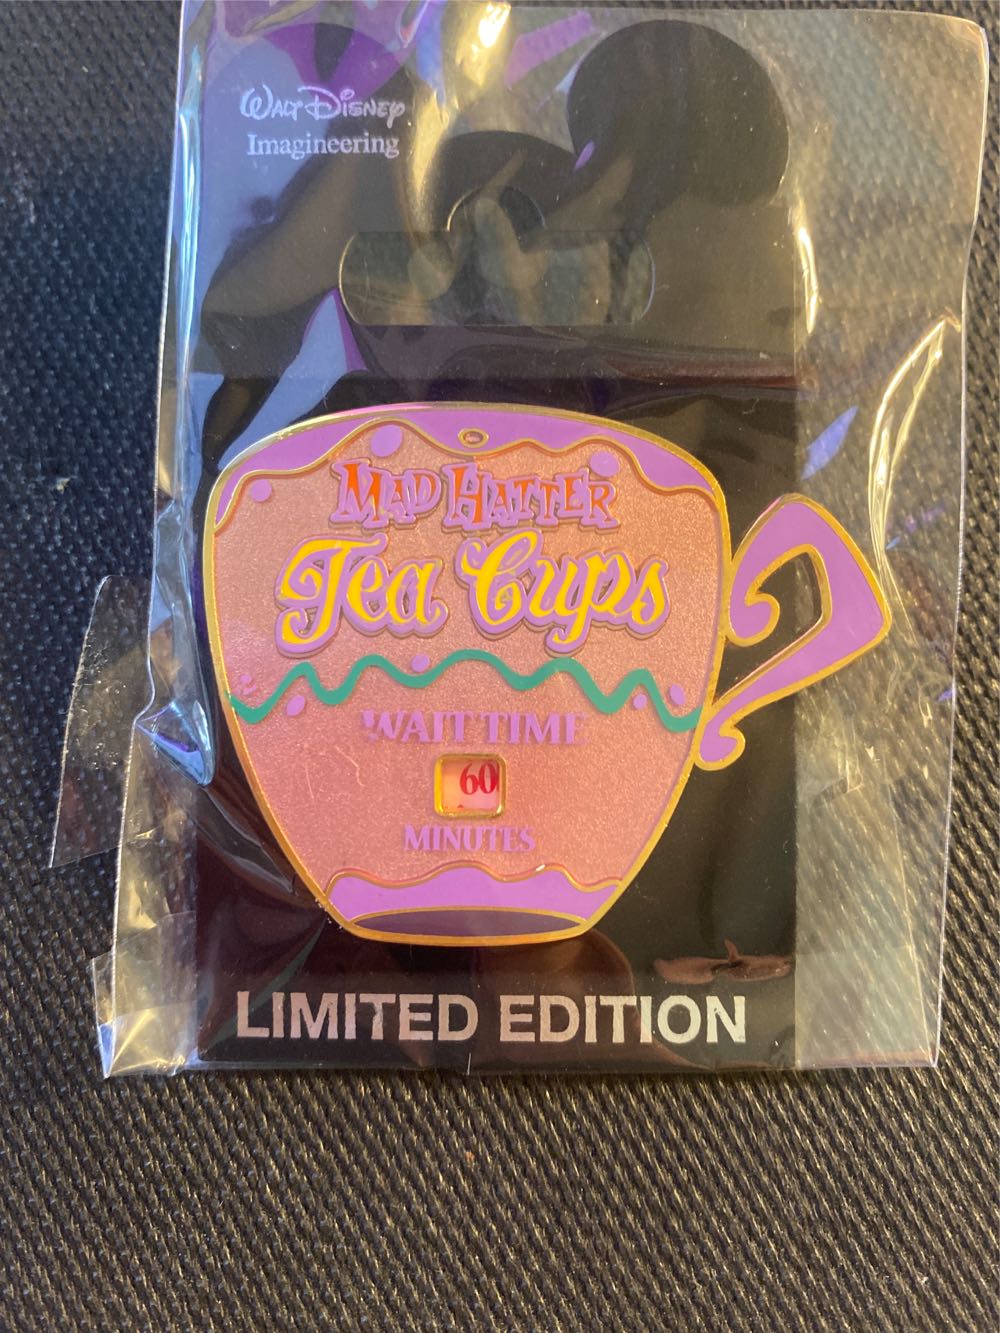 WALT DISNEY
Imagineering
MAD HATTER
Tea Cups
WAIT TIME
60
MINUTES
LIMITED EDITION